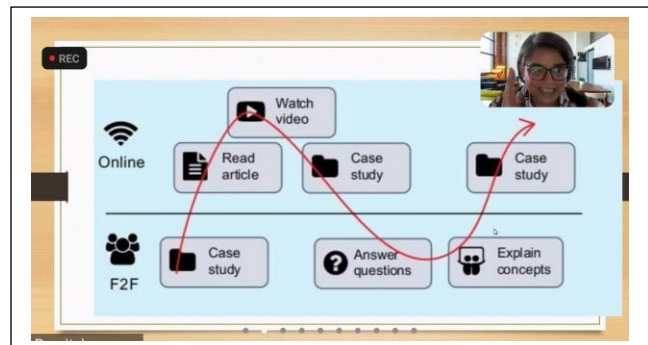 REC
Watch
video
Online
Read
article
Case
study
Case
study
F2F
Case
study
Answer
questions
Explain
concepts